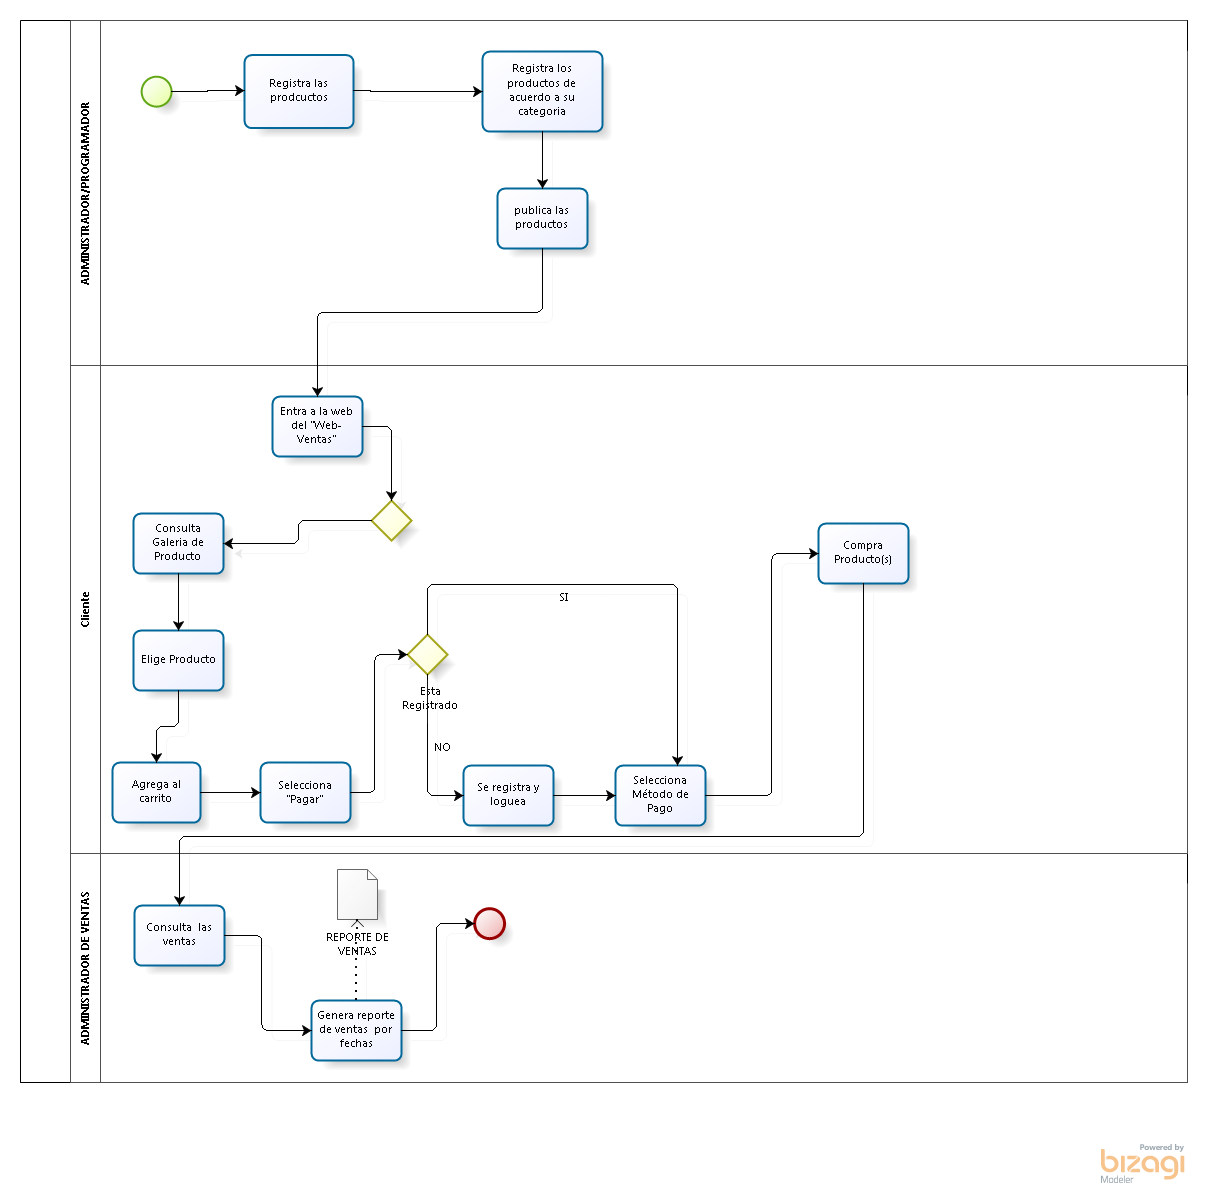 ADMINISTRADOR/PROGRAMADOR
Registra las
prodcuctos
Registra los
productos de
acuerdo a su
categoria
publica las
productos
Cliente
Entra a la web
del "Web-
Ventas"
Consulta
Galeria de
Producto
Compra
Producto(s)
SI
Elige Producto
Esta
Registrado
NO
Agrega al
carrito
Selecciona
"Pagar"
Se registra y
loguea
Selecciona
Método de
Pago
ADMINISTRADOR DE VENTAS
Consulta las
ventas
REPORTE DE
VENTAS
Genera reporte
de ventas por
fechas
Powered by
bizagi
Modeler